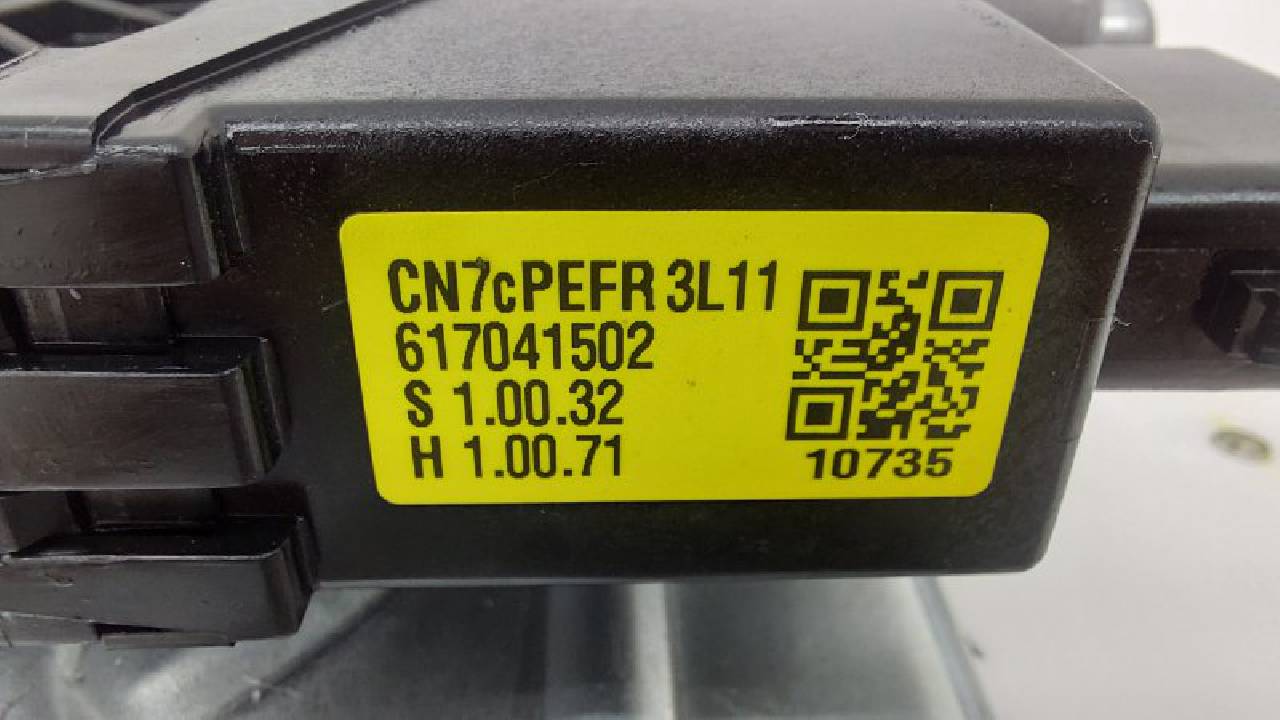 CN7cPEFR 3L11
617041502
S 1.00.32
H 1.00.71
10735